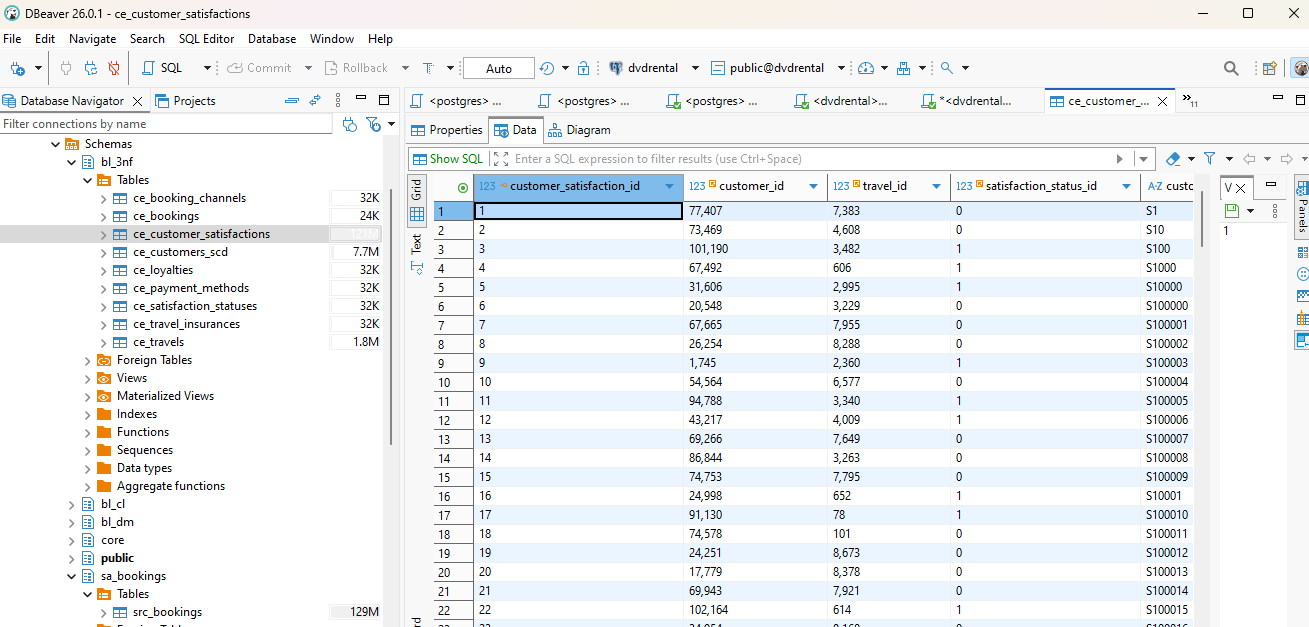 DBeaver 26.0.1 - ce_customer_satisfactions
File Edit Navigate Search SQL Editor Database Window Help
SQL Commit Rollback T Auto dvdrental public@dvdrental
Database Navigator Projects
Filter connections by name
Schemas
bl_3nf
Tables
ce_booking_channels 32K
ce_bookings 24K
ce_customer_satisfactions 121M
ce_customers_scd 7.7M
ce_loyalties 32K
ce_payment_methods 32K
ce_satisfaction_statuses 32K
ce_travel_insurances 32K
ce_travels 1.8M
Foreign Tables
Views
Materialized Views
Indexes
Functions
Sequences
Data types
Aggregate functions
bl_cl
bl_dm
core
public
sa_bookings
Tables
src_bookings 129M
<postgres> ... <postgres> ... <postgres> ... <dvdrental>... *<dvdrental... ce_customer_... »11
Properties Data Diagram
Show SQL Enter a SQL expression to filter results (use Ctrl+Space)
Grid
Text
123 customer_satisfaction_id 123 customer_id 123 travel_id 123 satisfaction_status_id A-Z custo
1 1 77,407 7,383 0 S1
2 2 73,469 4,608 0 S10
3 3 101,190 3,482 1 S100
4 4 67,492 606 1 S1000
5 5 31,606 2,995 1 S10000
6 6 20,548 3,229 0 S100000
7 7 67,665 7,955 0 S100001
8 8 26,254 8,288 0 S100002
9 9 1,745 2,360 1 S100003
10 10 54,564 6,577 0 S100004
11 11 94,788 3,340 1 S100005
12 12 43,217 4,009 1 S100006
13 13 69,266 7,649 0 S100007
14 14 86,844 3,263 0 S100008
15 15 74,753 7,795 0 S100009
16 16 24,998 652 1 S10001
17 17 91,130 78 1 S100010
18 18 74,578 101 0 S100011
19 19 24,251 8,673 0 S100012
20 20 17,779 8,378 0 S100013
21 21 69,943 7,921 0 S100014
22 22 102,164 614 1 S100015
V
1
Panels